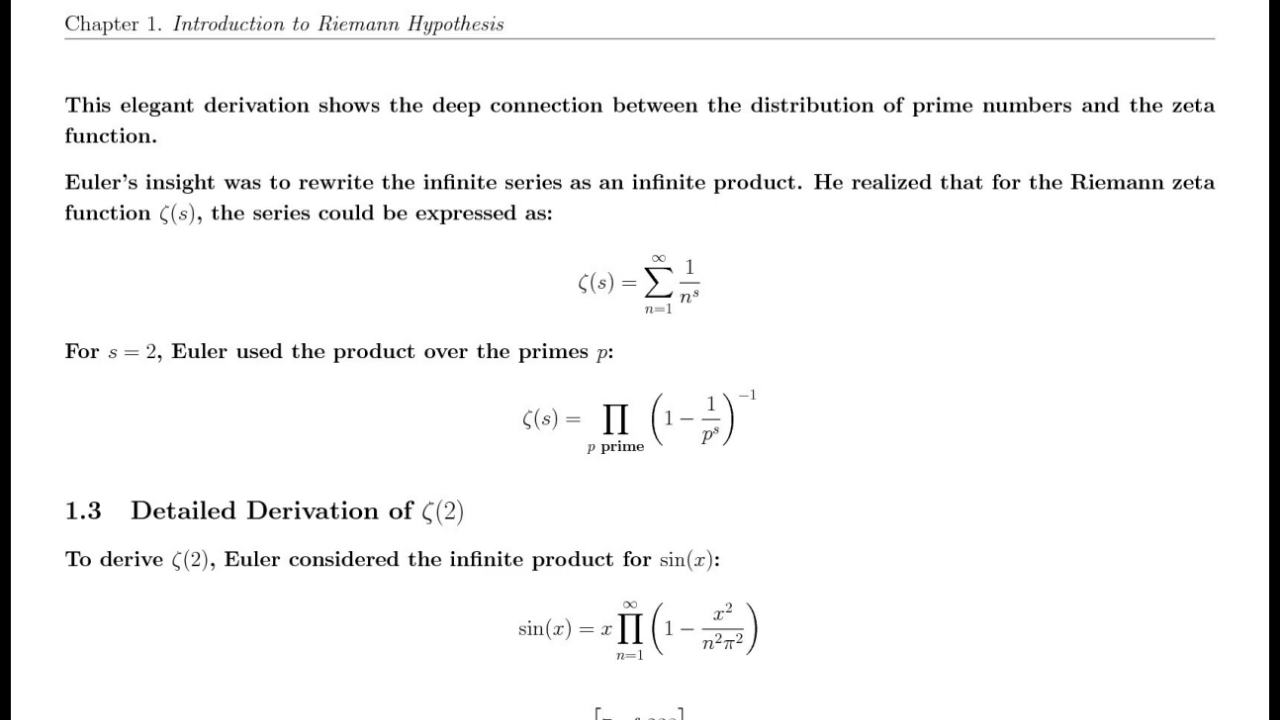 Chapter 1. Introduction to Riemann Hypothesis
This elegant derivation shows the deep connection between the distribution of prime numbers and the zeta
function.
Euler's insight was to rewrite the infinite series as an infinite product. He realized that for the Riemann zeta
function ζ(s), the series could be expressed as:
ζ(s) = ∑_{n=1}^{∞} 1/n^s
For s = 2, Euler used the product over the primes p:
ζ(s) = ∏_{p prime} (1 − 1/p^s)^{−1}
1.3 Detailed Derivation of ζ(2)
To derive ζ(2), Euler considered the infinite product for sin(x):
sin(x) = x ∏_{n=1}^{∞} (1 − x²/(n²π²))